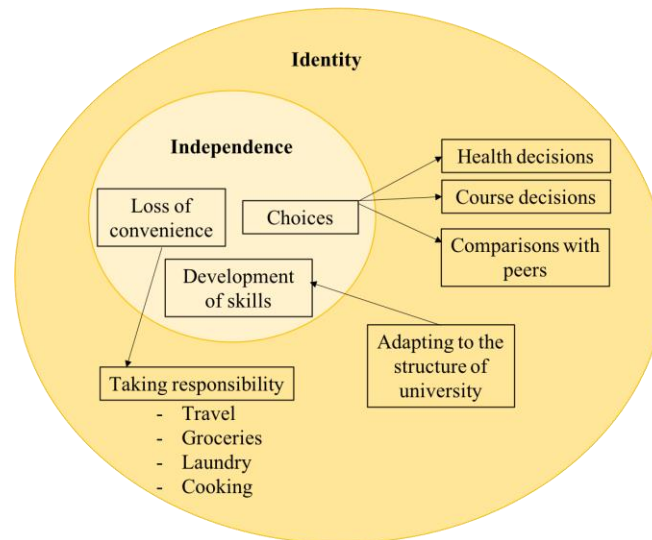 Identity
Independence
Loss of
convenience
Choices
Development
of skills
Health decisions
Course decisions
Comparisons with
peers
Adapting to the
structure of
university
Taking responsibility
- Travel
- Groceries
- Laundry
- Cooking